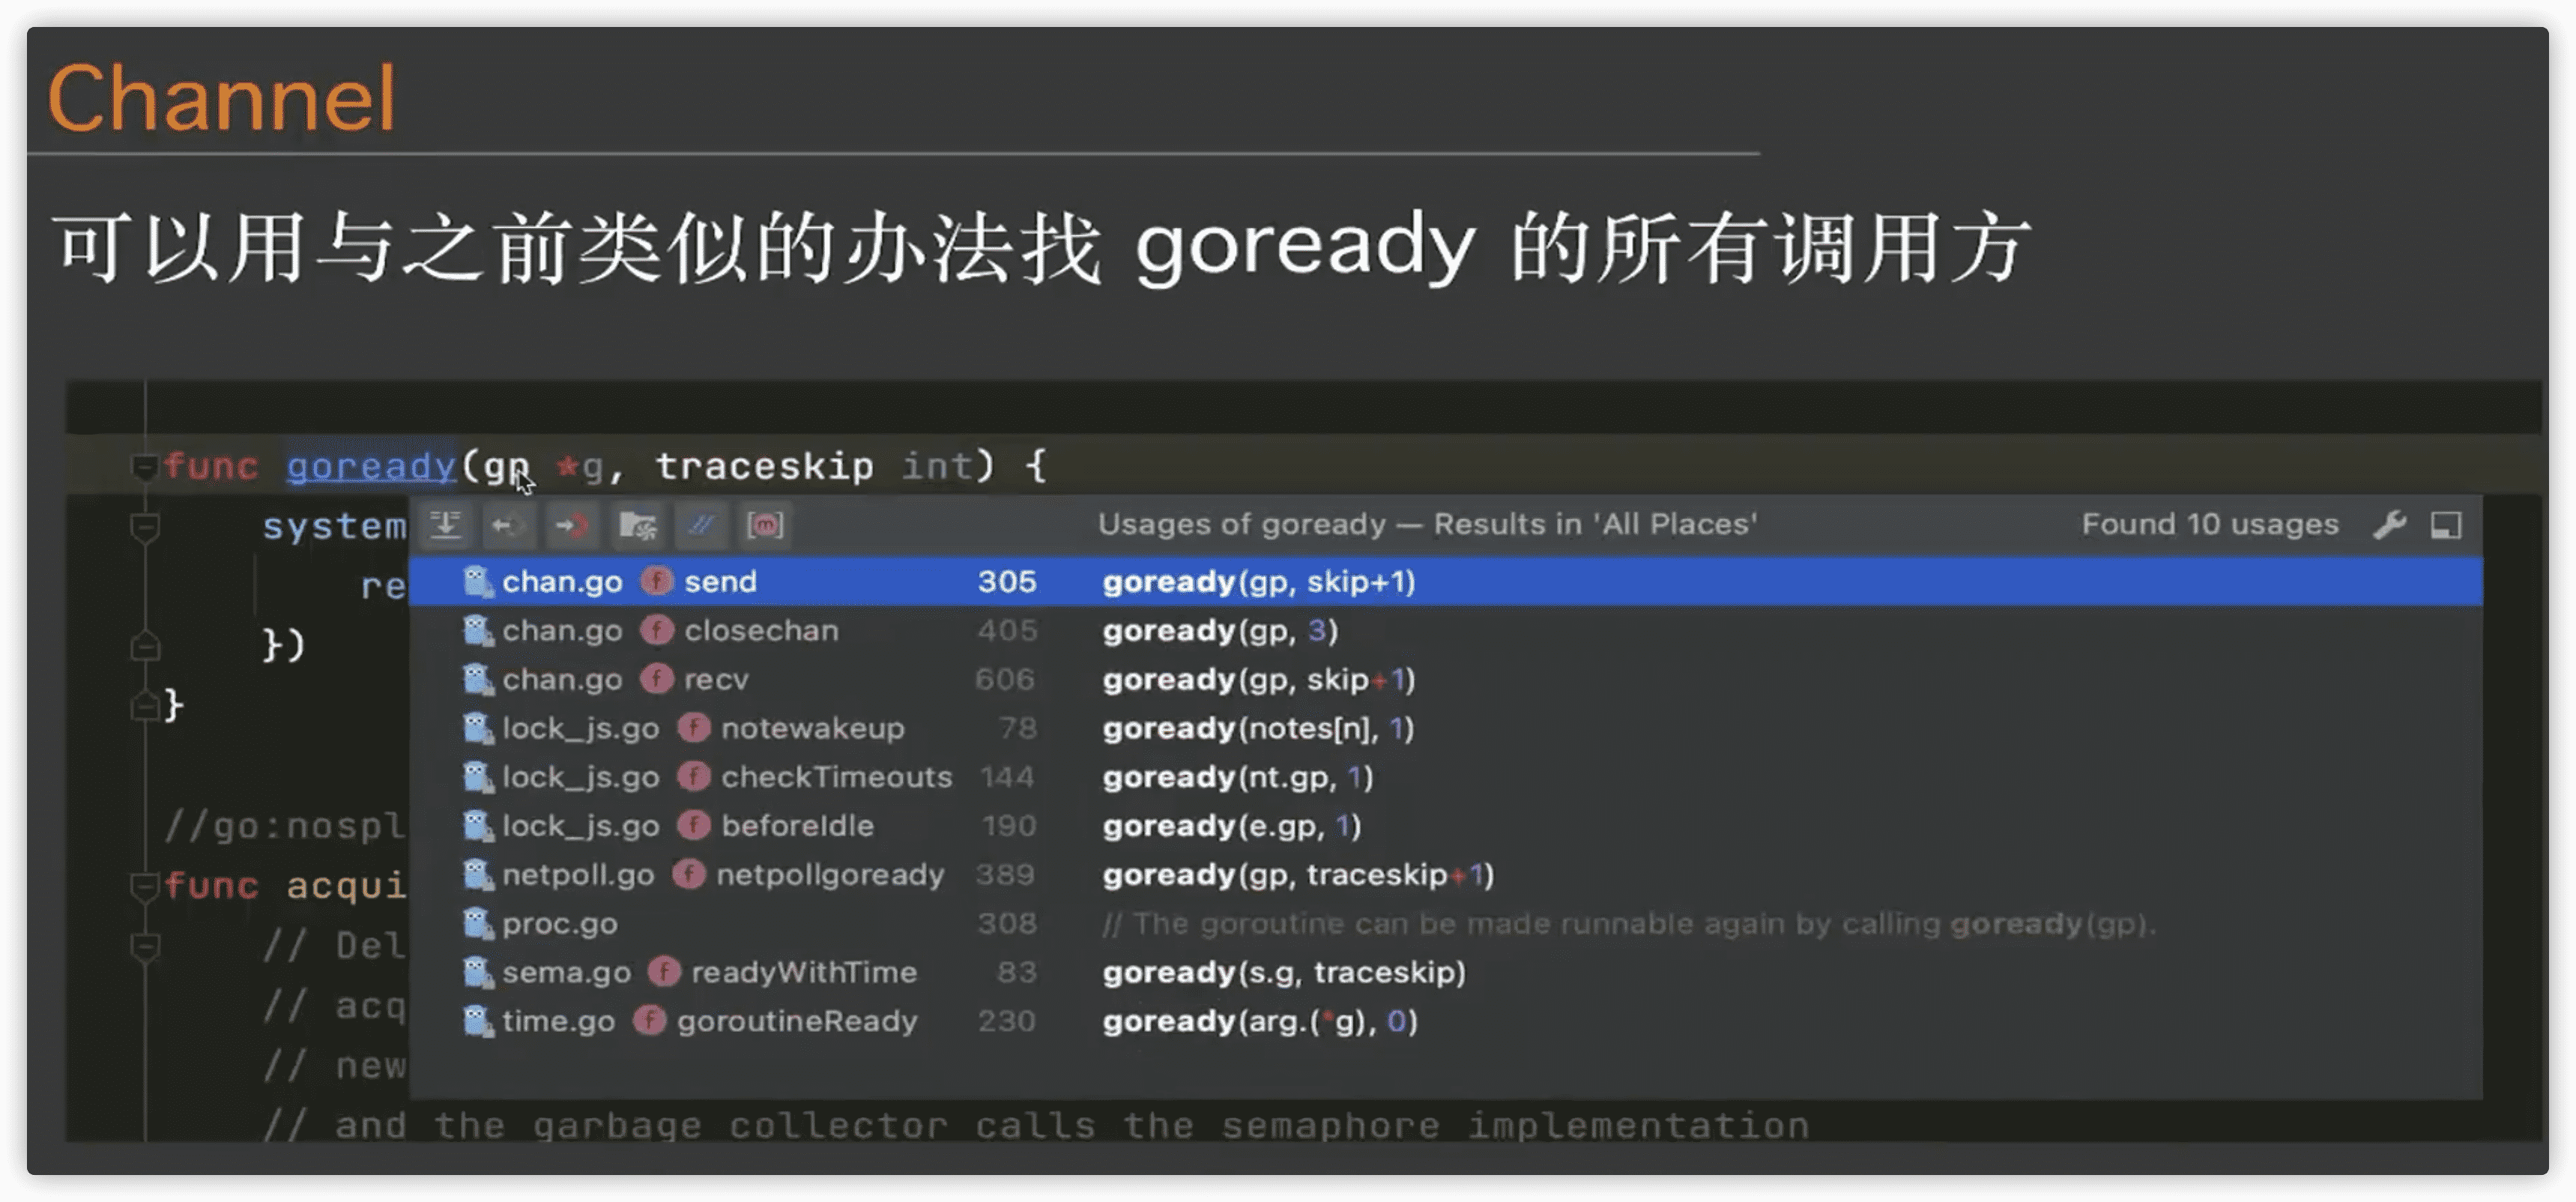 Channel
可以用与之前类似的办法找 goready 的所有调用方
func goready(gp *g, traceskip int) {
system
Usages of goready — Results in 'All Places' Found 10 usages
re
chan.go f send 305 goready(gp, skip+1)
chan.go f closechan 405 goready(gp, 3)
})
chan.go f recv 606 goready(gp, skip+1)
}
lock_js.go f notewakeup 78 goready(notes[n], 1)
lock_js.go f checkTimeouts 144 goready(nt.gp, 1)
//go:nospl
lock_js.go f beforeIdle 190 goready(e.gp, 1)
func acqui
netpoll.go f netpollgoready 389 goready(gp, traceskip+1)
// Del
proc.go 308 // The goroutine can be made runnable again by calling goready(gp).
sema.go f readyWithTime 83 goready(s.g, traceskip)
// acq
time.go f goroutineReady 230 goready(arg.(*g), 0)
// new
// and the garbage collector calls the semaphore implementation